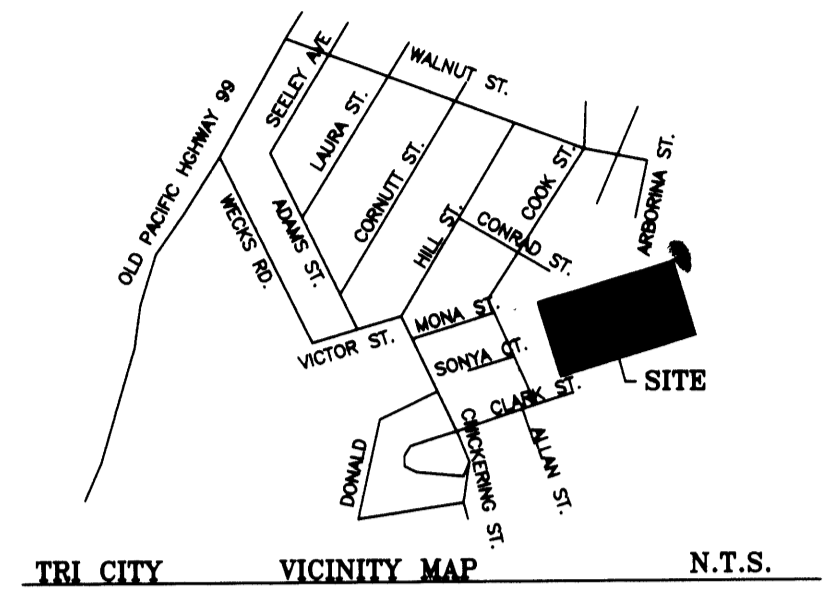 WALNUT ST.
SEELEY AVE
OLD PACIFIC HGHWAY 99
LAURA ST.
CORNUTT ST.
COOK ST.
ARBORINA ST.
WECKS RD.
ADAMS ST.
HILL ST.
CONRAD ST.
MONA ST.
VICTOR ST.
SONYA CT.
SITE
CLARK ST.
DONALD
CHICKERING ST.
ALLAN ST.
TRI CITY VICINITY MAP N.T.S.